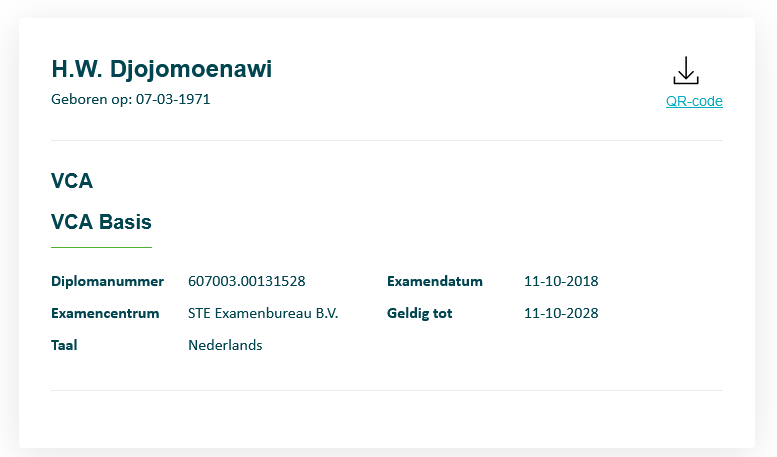 H.W. Djojomoenawi
Geboren op: 07-03-1971
QR-code
VCA
VCA Basis
Diplomanummer 607003.00131528 Examendatum 11-10-2018
Examencentrum STE Examenbureau B.V. Geldig tot 11-10-2028
Taal Nederlands